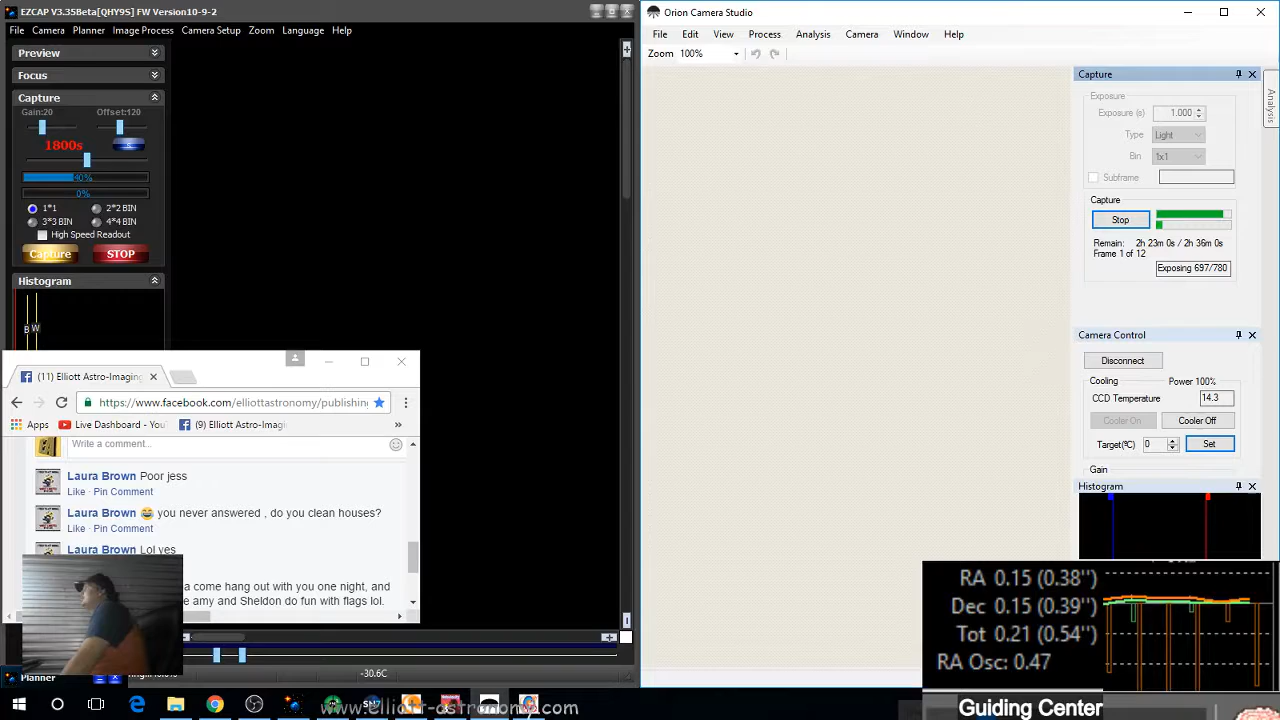 EZCAP V3.35Beta[QHY9S] FW Version10-9-2
File Camera Planner Image Process Camera Setup Zoom Language Help
Preview
Focus
Capture
Gain:20 Offset:120
1800s
40%
0%
1*1 2*2 BIN
3*3 BIN 4*4 BIN
High Speed Readout
Capture STOP
Histogram
B W
(11) Elliott Astro-Imaging
https://www.facebook.com/elliottastronomy/publishing
Apps Live Dashboard - You (9) Elliott Astro-Imagi
Write a comment...
Laura Brown Poor jess
Like · Pin Comment
Laura Brown 😂 you never answered , do you clean houses?
Like · Pin Comment
Laura Brown Lol yes
a come hang out with you one night, and
e amy and Sheldon do fun with flags lol.
-30.6C
Planner
Orion Camera Studio
File Edit View Process Analysis Camera Window Help
Zoom 100%
Capture
Analysis
Exposure
Exposure (s) 1.000
Type Light
Bin 1x1
Subframe
Capture
Stop
Remain: 2h 23m 0s / 2h 36m 0s
Frame 1 of 12
Exposing 697/780
Camera Control
Disconnect
Cooling Power 100%
CCD Temperature 14.3
Cooler On Cooler Off
Target(ºC) 0 Set
Gain
Histogram
RA 0.15 (0.38'')
Dec 0.15 (0.39'')
Tot 0.21 (0.54'')
RA Osc: 0.47
Guiding Center
www.elliott-astronomy.com